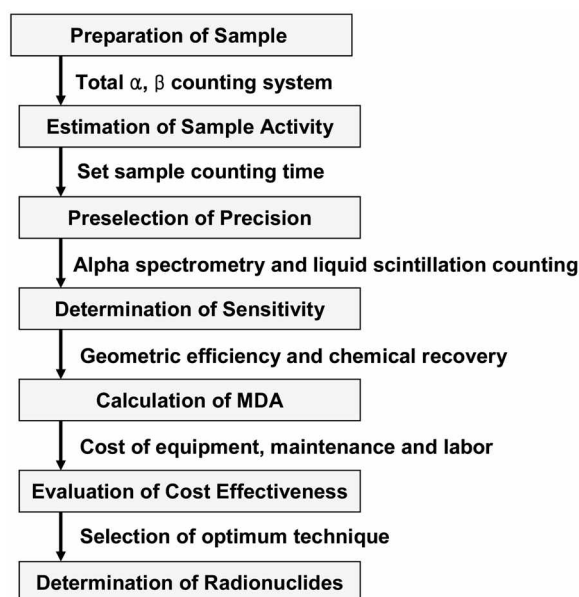 Preparation of Sample
Total α, β counting system
Estimation of Sample Activity
Set sample counting time
Preselection of Precision
Alpha spectrometry and liquid scintillation counting
Determination of Sensitivity
Geometric efficiency and chemical recovery
Calculation of MDA
Cost of equipment, maintenance and labor
Evaluation of Cost Effectiveness
Selection of optimum technique
Determination of Radionuclides